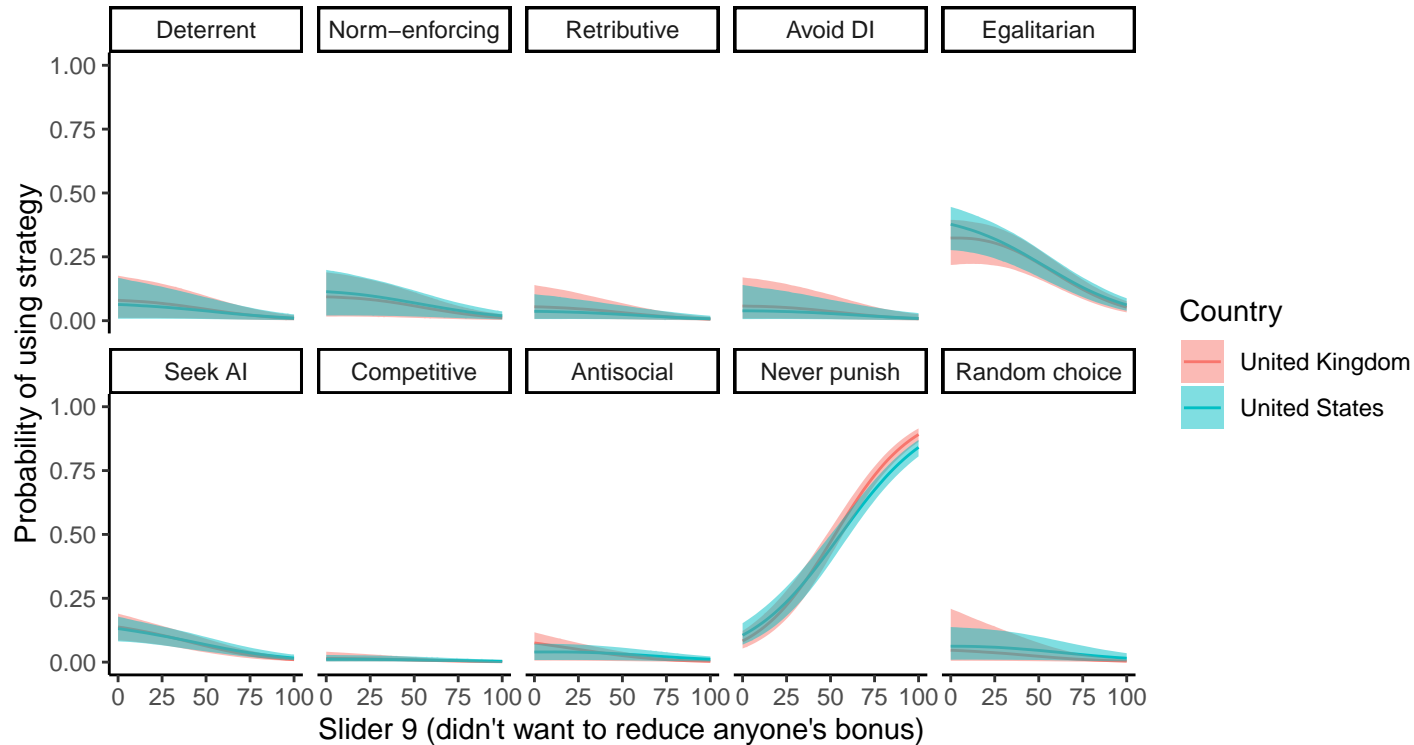 Deterrent Norm−enforcing Retributive Avoid DI Egalitarian
1.00
0.75
0.50
0.25
0.00
Seek AI Competitive Antisocial Never punish Random choice
1.00
0.75
0.50
0.25
0.00
0 25 50 75 100 0 25 50 75 100 0 25 50 75 100 0 25 50 75 100 0 25 50 75 100
Slider 9 (didn't want to reduce anyone's bonus)
Probability of using strategy
Country
United Kingdom
United States